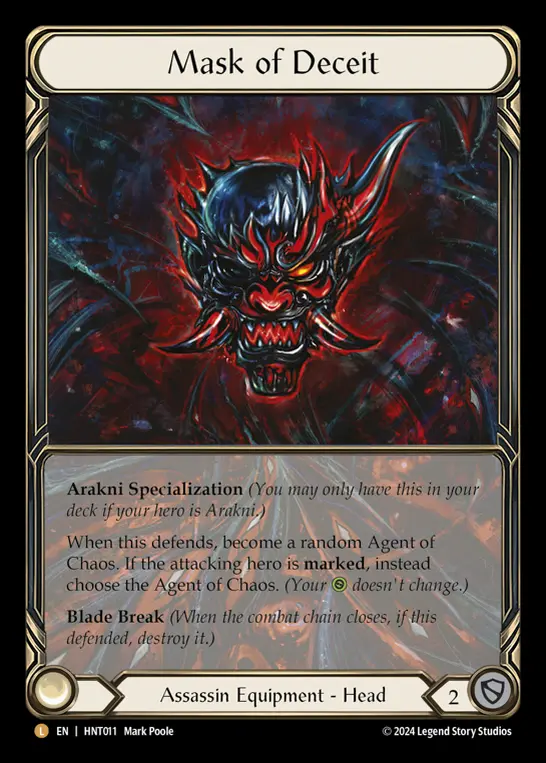 Mask of Deceit
Arakni Specialization (You may only have this in your
deck if your hero is Arakni.)
When this defends, become a random Agent of
Chaos. If the attacking hero is marked, instead
choose the Agent of Chaos. (Your doesn't change.)
Blade Break (When the combat chain closes, if this
defended, destroy it.)
Assassin Equipment - Head
2
L EN | HNT011 Mark Poole
© 2024 Legend Story Studios